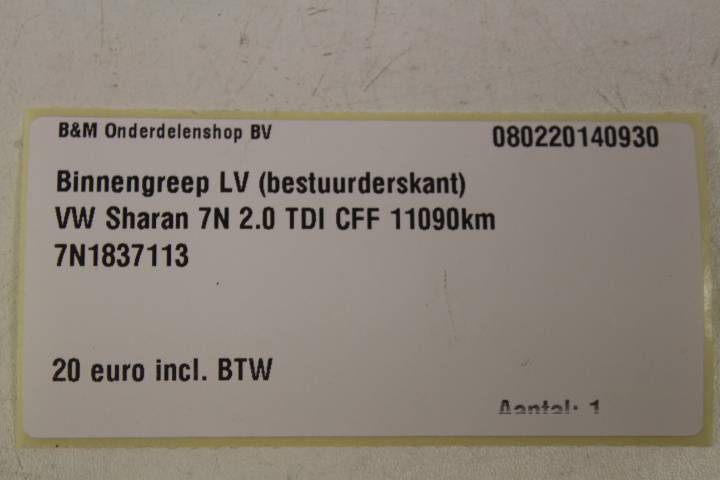 B&M Onderdelenshop BV 080220140930
Binnengreep LV (bestuurderskant)
VW Sharan 7N 2.0 TDI CFF 11090km
7N1837113
20 euro incl. BTW
Aantal: 1